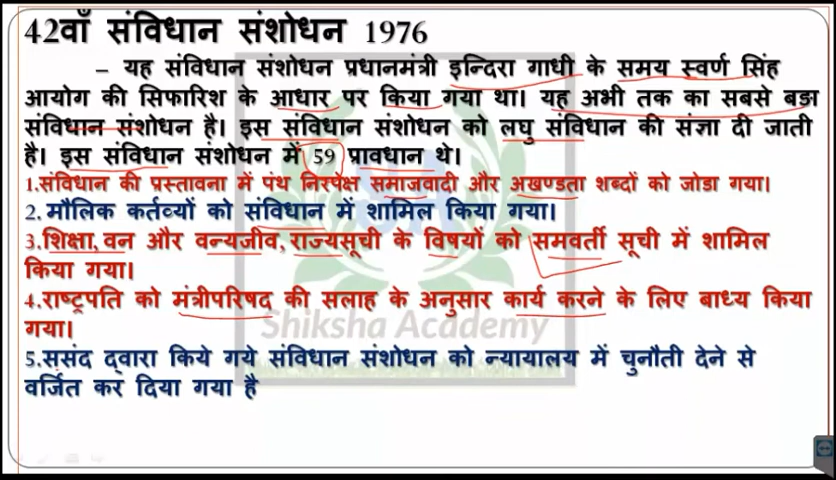 42वाँ संविधान संशोधन 1976
– यह संविधान संशोधन प्रधानमंत्री इन्दिरा गाधी के समय स्वर्ण सिंह
आयोग की सिफारिश के आधार पर किया गया था। यह अभी तक का सबसे बङा
संविधान संशोधन है। इस संविधान संशोधन को लघु संविधान की संज्ञा दी जाती
है। इस संविधान संशोधन में 59 प्रावधान थे।
1.संविधान की प्रस्तावना में पंथ निरपेक्ष समाजवादी और अखण्डता शब्दों को जोडा गया।
2. मौलिक कर्तव्यों को संविधान में शामिल किया गया।
3.शिक्षा, वन और वन्यजीव, राज्यसूची के विषयों को समवर्ती सूची में शामिल
किया गया।
4.राष्ट्रपति को मंत्रीपरिषद की सलाह के अनुसार कार्य करने के लिए बाध्य किया
गया।
5.ससंद द्वारा किये गये संविधान संशोधन को न्यायालय में चुनौती देने से
वर्जित कर दिया गया है
Shiksha Academy